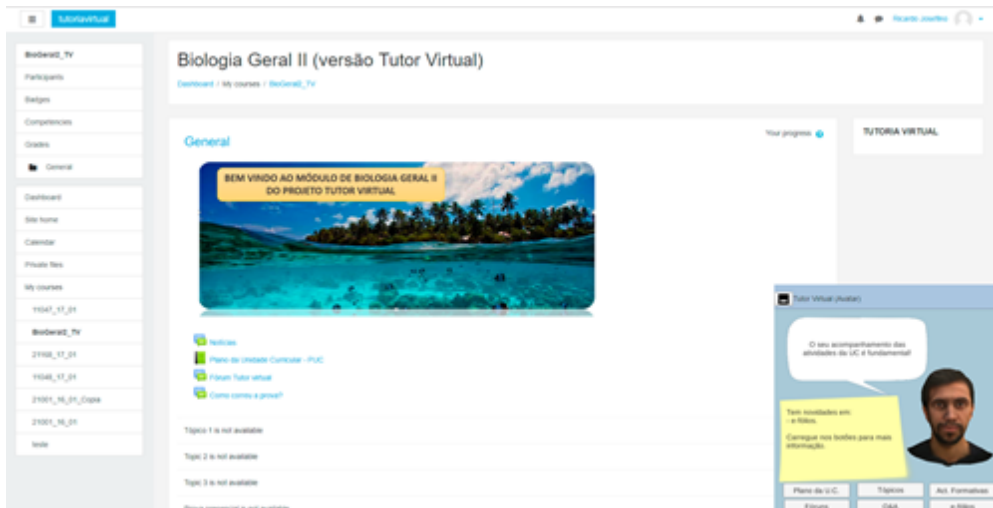 tutoriavirtual
Ricardo Josefino
BioGeral2_TV
Participants
Badges
Competencies
Grades
General
Dashboard
Site home
Calendar
Private files
My courses
11047_17_01
BioGeral2_TV
21168_17_01
11048_17_01
21001_16_01_Copia
21001_16_01
teste
Biologia Geral II (versão Tutor Virtual)
Dashboard / My courses / BioGeral2_TV
General
Your progress
BEM VINDO AO MÓDULO DE BIOLOGIA GERAL II
DO PROJETO TUTOR VIRTUAL
Notícias
Plano da Unidade Curricular - PUC
Fórum Tutor virtual
Como correu a prova?
Tópico 1 is not available
Topic 2 is not available
Topic 3 is not available
TUTORIA VIRTUAL
Tutor Virtual (Avatar)
O seu acompanhamento das
atividades da UC é fundamental!
Tem novidades em:
- e-fólios.
Carregue nos botões para mais
informação.
Plano da U.C.
Tópicos
Act. Formativas
Fóruns
Q&A
e-fólios